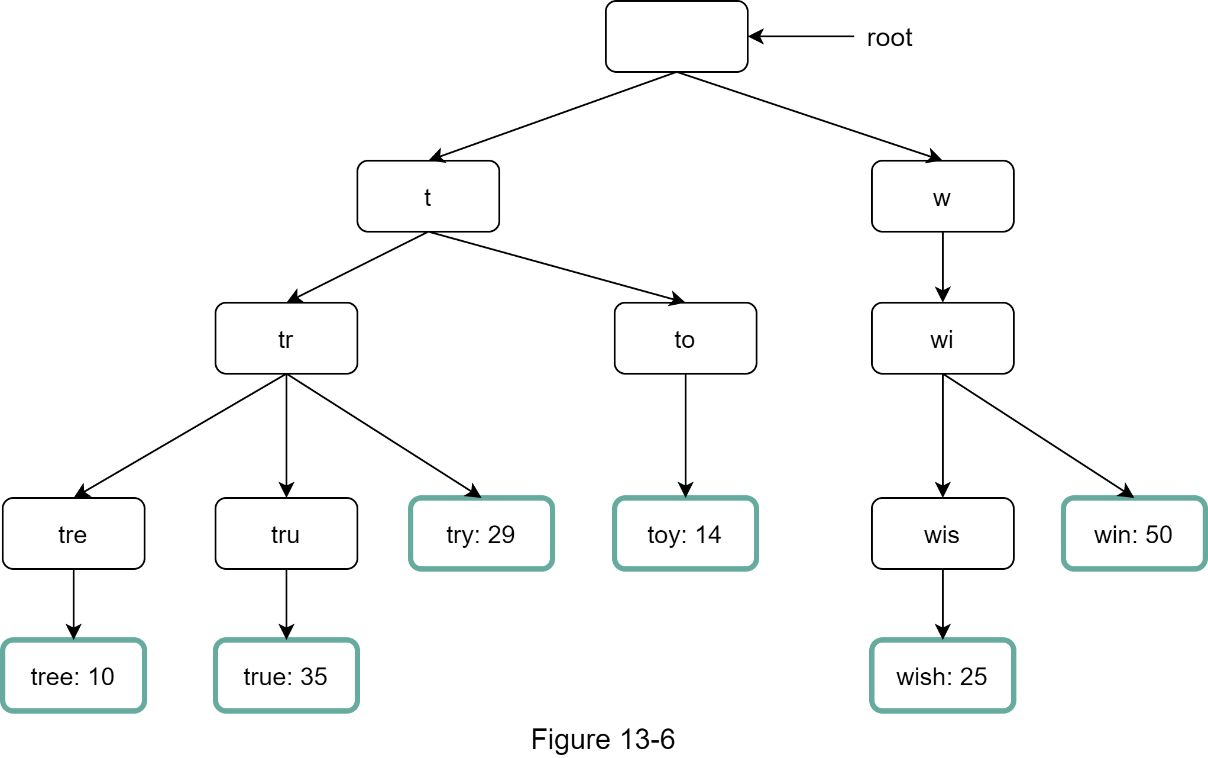 root
t
w
tr
to
wi
tre
tru
try: 29
toy: 14
wis
win: 50
tree: 10
true: 35
wish: 25
Figure 13-6